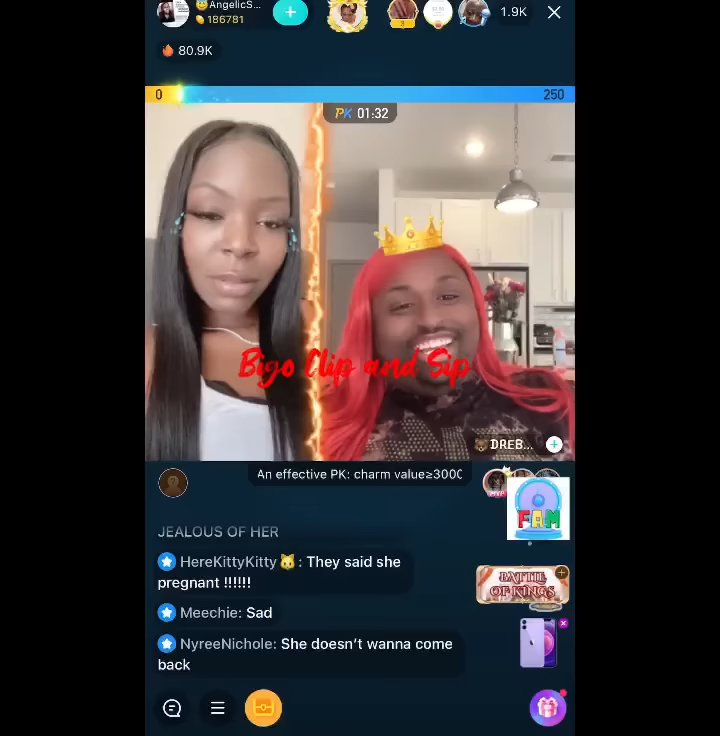 😇AngelicS...
186781
1.9K
80.9K
0
250
PK 01:32
Bigo Clip and Sip
DREB...
An effective PK: charm value≥3000
MVP
FAM
JEALOUS OF HER
HereKittyKitty🐱: They said she
pregnant !!!!!!
BATTLE
OF KINGS
Meechie: Sad
NyreeNichole: She doesn't wanna come
back